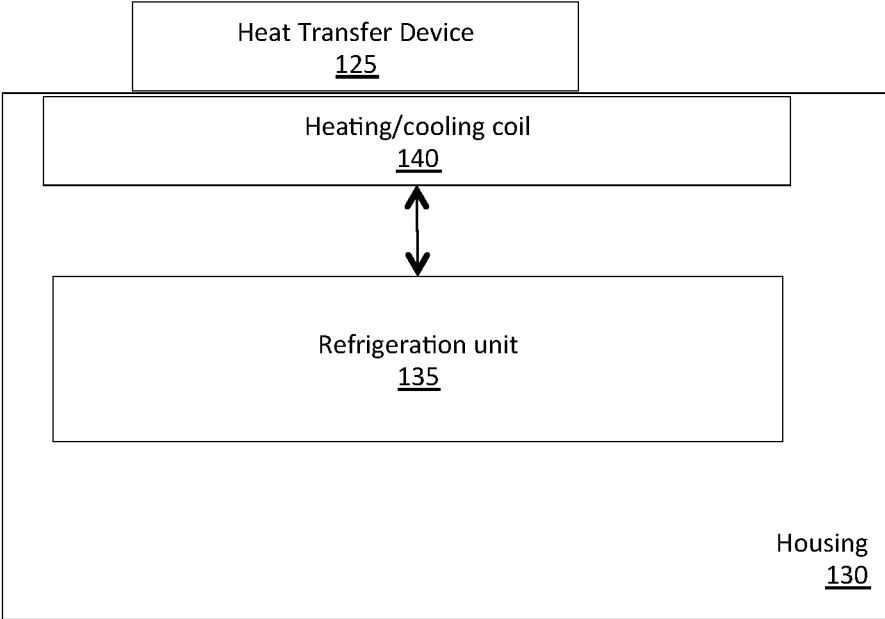 Heat Transfer Device
125
Heating/cooling coil
140
Refrigeration unit
135
Housing
130